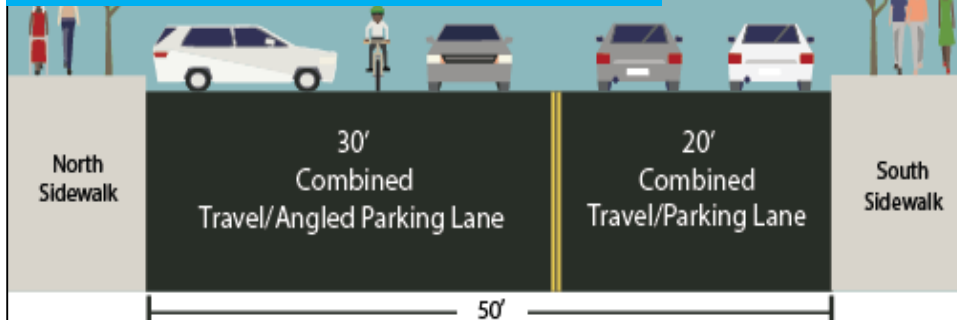 North
Sidewalk
30'
Combined
Travel/Angled Parking Lane
20'
Combined
Travel/Parking Lane
South
Sidewalk
50'